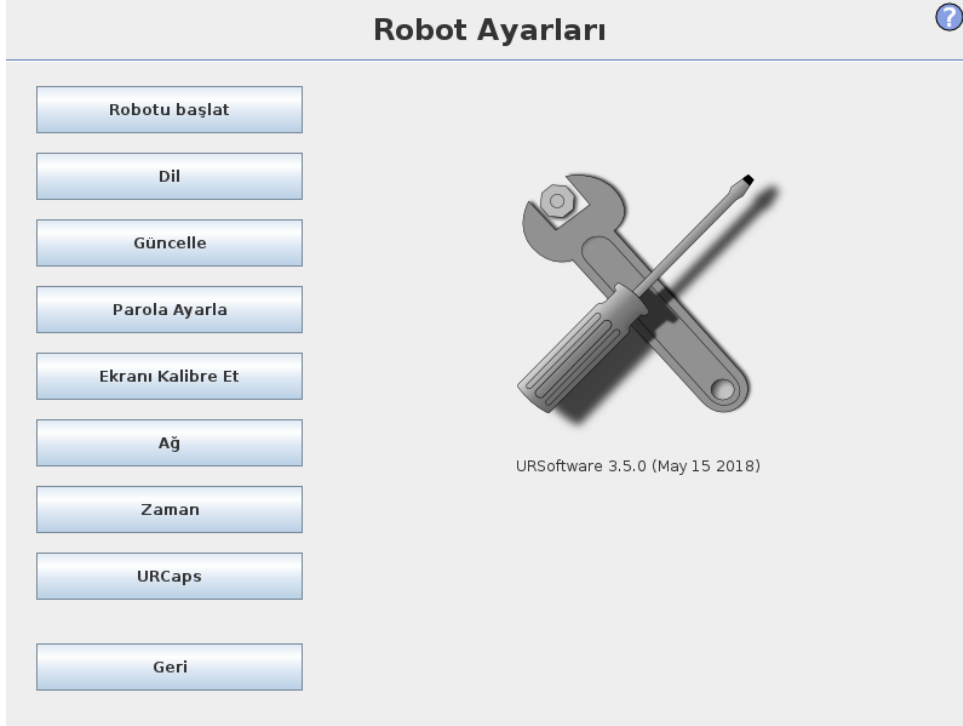 Robot Ayarları
?
Robotu başlat
Dil
Güncelle
Parola Ayarla
Ekranı Kalibre Et
Ağ
Zaman
URCaps
Geri
URSoftware 3.5.0 (May 15 2018)